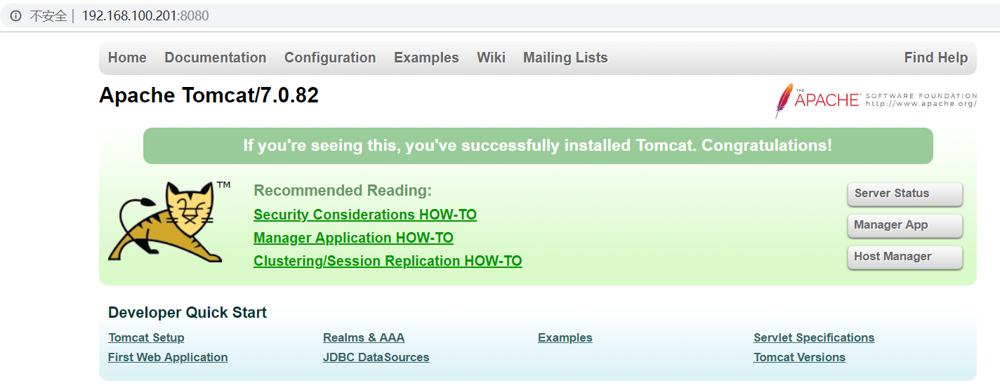 不安全 | 192.168.100.201:8080
Home Documentation Configuration Examples Wiki Mailing Lists Find Help
Apache Tomcat/7.0.82
THE APACHE SOFTWARE FOUNDATION
http://www.apache.org/
If you're seeing this, you've successfully installed Tomcat. Congratulations!
TM
Recommended Reading:
Security Considerations HOW-TO
Manager Application HOW-TO
Clustering/Session Replication HOW-TO
Server Status
Manager App
Host Manager
Developer Quick Start
Tomcat Setup Realms & AAA Examples Servlet Specifications
First Web Application JDBC DataSources Tomcat Versions